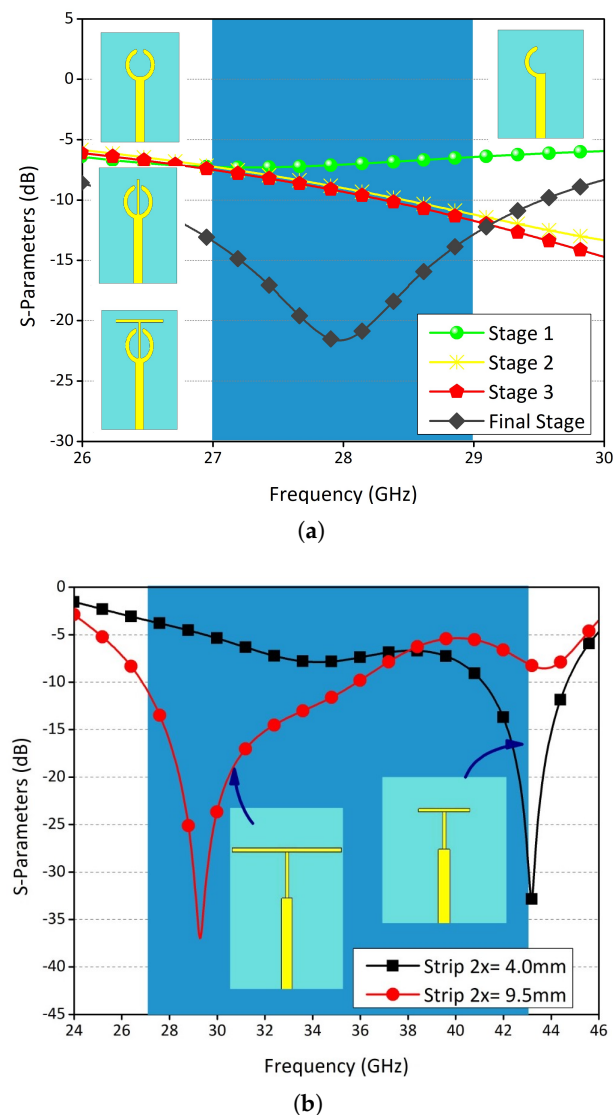 5
0
-5
-10
-15
-20
-25
-30
S-Parameters (dB)
Stage 1
Stage 2
Stage 3
Final Stage
26 27 28 29 30
Frequency (GHz)
(a)
0
-5
-10
-15
-20
-25
-30
-35
-40
-45
S-Parameters (dB)
Strip 2x= 4.0mm
Strip 2x= 9.5mm
24 26 28 30 32 34 36 38 40 42 44 46
Frequency (GHz)
(b)